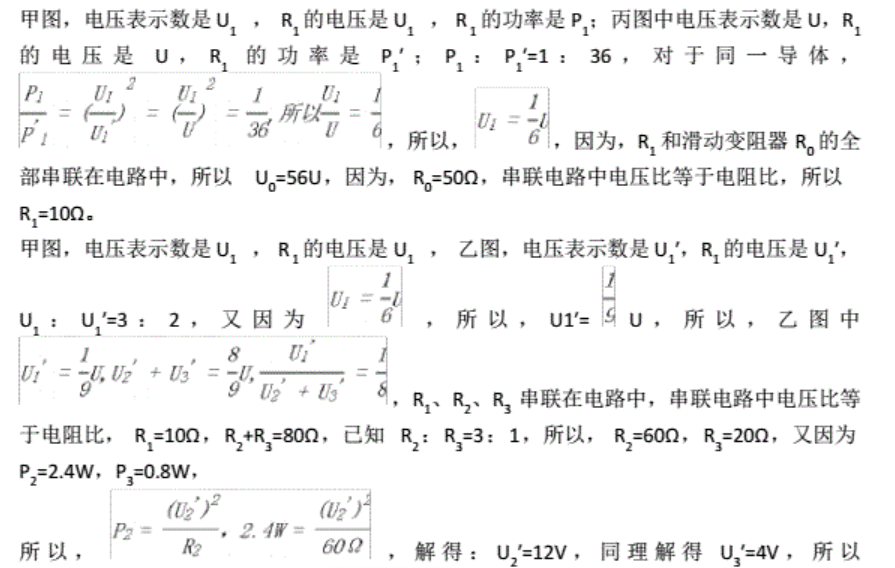 甲图，电压表示数是U₁ ，R₁的电压是U₁ ，R₁的功率是P₁；丙图中电压表示数是U，R₁
的电压是 U，R₁ 的功率是 P₁′；P₁：P₁′=1：36，对于同一导体，
P₁/P′₁ = (U₁/U₁′)² = (U₁/U)² = 1/36，所以U₁/U = 1/6，所以，U₁ = 1/6 U，因为，R₁和滑动变阻器R₀的全
部串联在电路中，所以 U₀=56U，因为，R₀=50Ω，串联电路中电压比等于电阻比，所以
R₁=10Ω。
甲图，电压表示数是U₁ ，R₁的电压是U₁ ，乙图，电压表示数是U₁′，R₁的电压是U₁′，
U₁：U₁′=3：2，又因为 U₁ = 1/6 U ，所以，U1′= 1/9 U，所以，乙图中
U₁′ = 1/9 U, U₂′ + U₃′ = 8/9 U, U₁′/(U₂′ + U₃′) = 1/8，R₁、R₂、R₃ 串联在电路中，串联电路中电压比等
于电阻比，R₁=10Ω，R₂+R₃=80Ω，已知 R₂：R₃=3：1，所以，R₂=60Ω，R₃=20Ω，又因为
P₂=2.4W，P₃=0.8W，
所以，P₂ = (U₂′)²/R₂，2.4W = (U₂′)²/60Ω ，解得：U₂′=12V，同理解得 U₃′=4V，所以